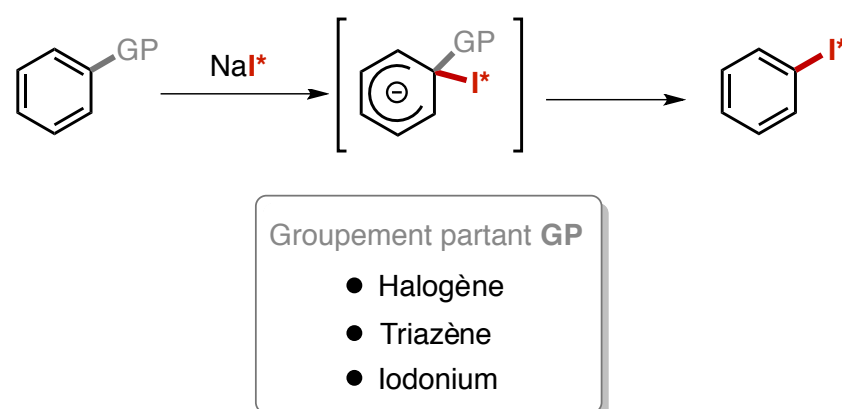 GP
NaI*
GP
I*
I*
Groupement partant GP
● Halogène
● Triazène
● Iodonium